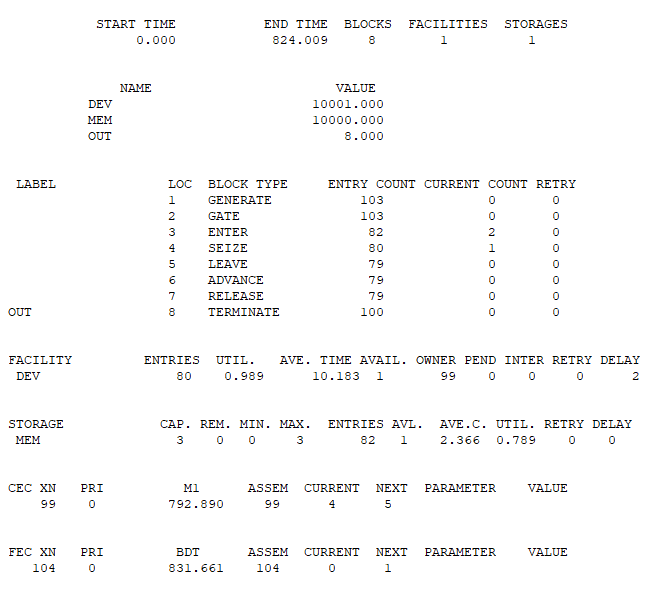 START TIME END TIME BLOCKS FACILITIES STORAGES
0.000 824.009 8 1 1
NAME VALUE
DEV 10001.000
MEM 10000.000
OUT 8.000
LABEL LOC BLOCK TYPE ENTRY COUNT CURRENT COUNT RETRY
1 GENERATE 103 0 0
2 GATE 103 0 0
3 ENTER 82 2 0
4 SEIZE 80 1 0
5 LEAVE 79 0 0
6 ADVANCE 79 0 0
7 RELEASE 79 0 0
OUT 8 TERMINATE 100 0 0
FACILITY ENTRIES UTIL. AVE. TIME AVAIL. OWNER PEND INTER RETRY DELAY
DEV 80 0.989 10.183 1 99 0 0 0 2
STORAGE CAP. REM. MIN. MAX. ENTRIES AVL. AVE.C. UTIL. RETRY DELAY
MEM 3 0 0 3 82 1 2.366 0.789 0 0
CEC XN PRI M1 ASSEM CURRENT NEXT PARAMETER VALUE
99 0 792.890 99 4 5
FEC XN PRI BDT ASSEM CURRENT NEXT PARAMETER VALUE
104 0 831.661 104 0 1